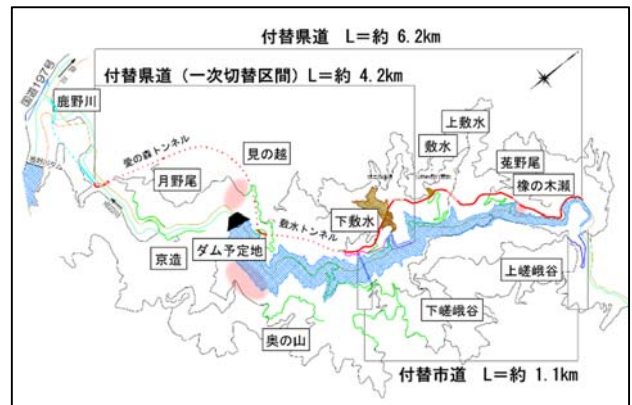 付替県道 L=約 6.2km
付替県道(一次切替区間)L=約 4.2km
国道197号
鹿野川
上敷水
敷水
見の越
菟野尾
愛の森トンネル
橡の木瀬
月野尾
下敷水
敷水トンネル
京造
ダム予定地
上嵯峨谷
下嵯峨谷
奥の山
付替市道 L=約 1.1km